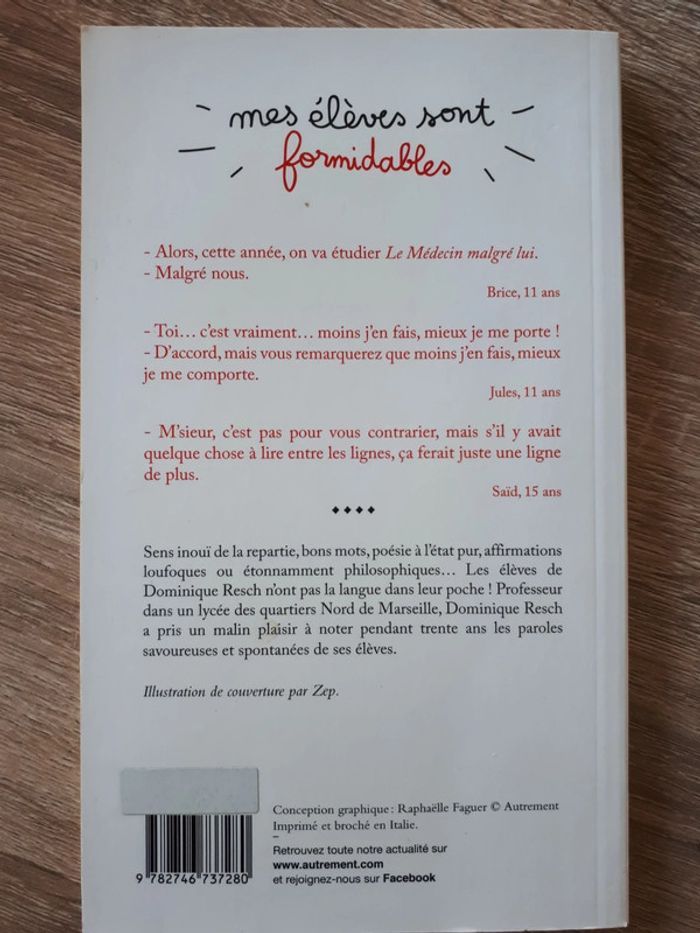 mes élèves sont
formidables
- Alors, cette année, on va étudier Le Médecin malgré lui.
- Malgré nous.
Brice, 11 ans
- Toi… c'est vraiment… moins j'en fais, mieux je me porte !
- D'accord, mais vous remarquerez que moins j'en fais, mieux
je me comporte.
Jules, 11 ans
- M'sieur, c'est pas pour vous contrarier, mais s'il y avait
quelque chose à lire entre les lignes, ça ferait juste une ligne
de plus.
Saïd, 15 ans
Sens inouï de la repartie, bons mots, poésie à l'état pur, affirmations
loufoques ou étonnamment philosophiques… Les élèves de
Dominique Resch n'ont pas la langue dans leur poche ! Professeur
dans un lycée des quartiers Nord de Marseille, Dominique Resch
a pris un malin plaisir à noter pendant trente ans les paroles
savoureuses et spontanées de ses élèves.
Illustration de couverture par Zep.
Conception graphique : Raphaëlle Faguer © Autrement
Imprimé et broché en Italie.
Retrouvez toute notre actualité sur
www.autrement.com
et rejoignez-nous sur Facebook
9 782746 737280